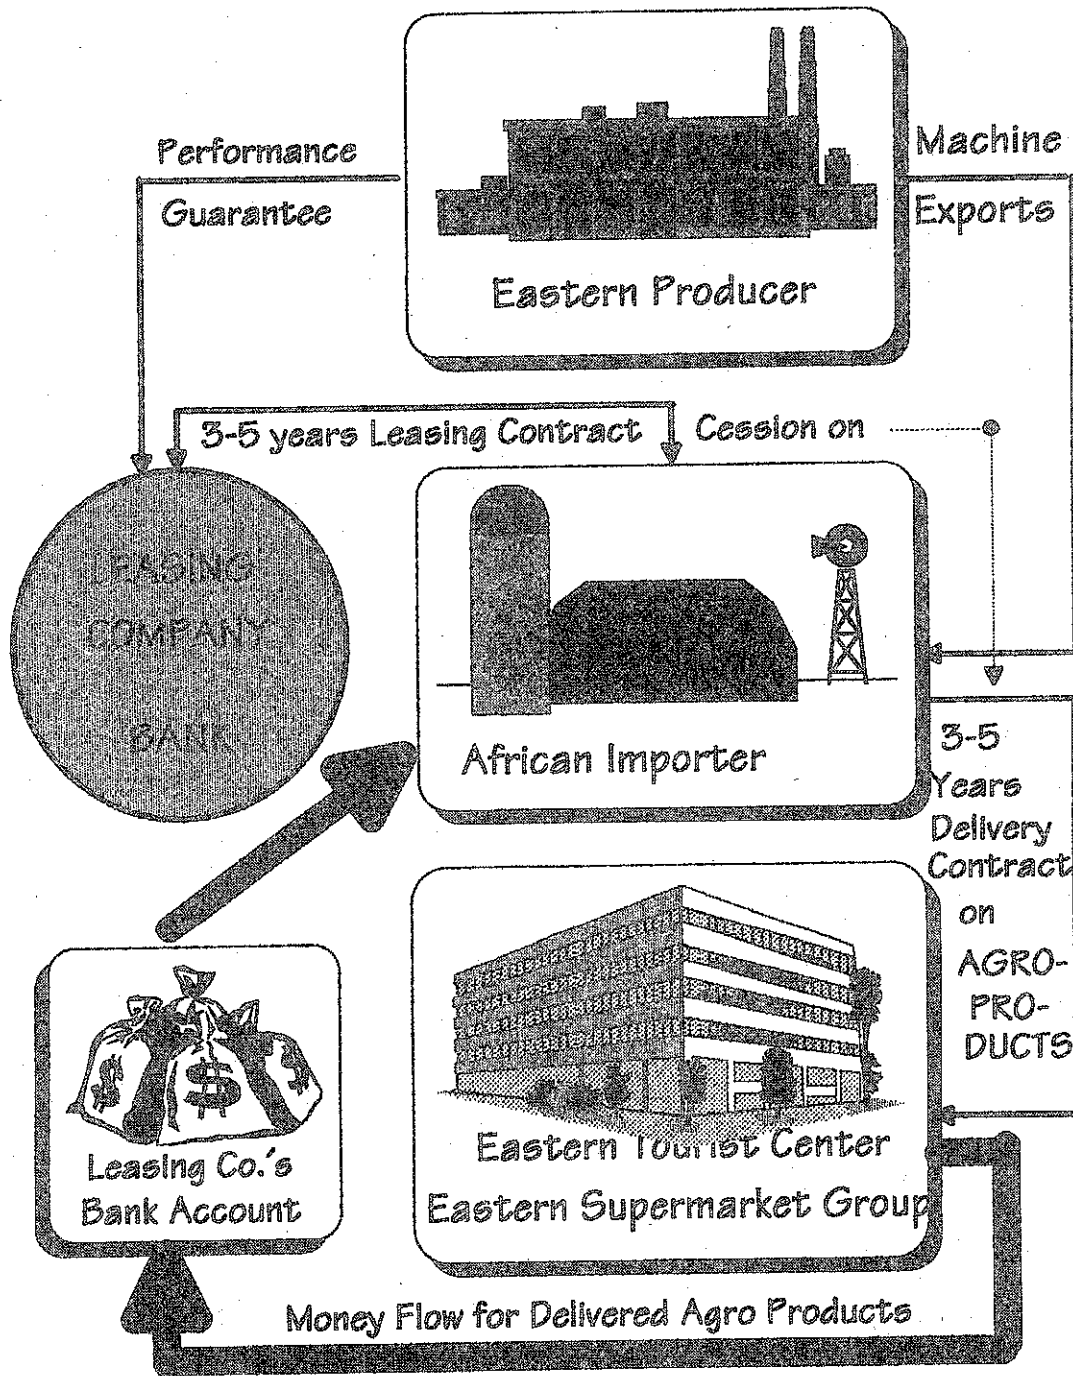 Performance
Guarantee
Machine
Exports
Eastern Producer
3-5 years Leasing Contract
Cession on
LEASING
COMPANY
BANK
African Importer
3-5
Years
Delivery
Contract
on
AGRO-
PRO-
DUCTS
$ $ $
Leasing Co.'s
Bank Account
Eastern Tourist Center
Eastern Supermarket Group
Money Flow for Delivered Agro Products